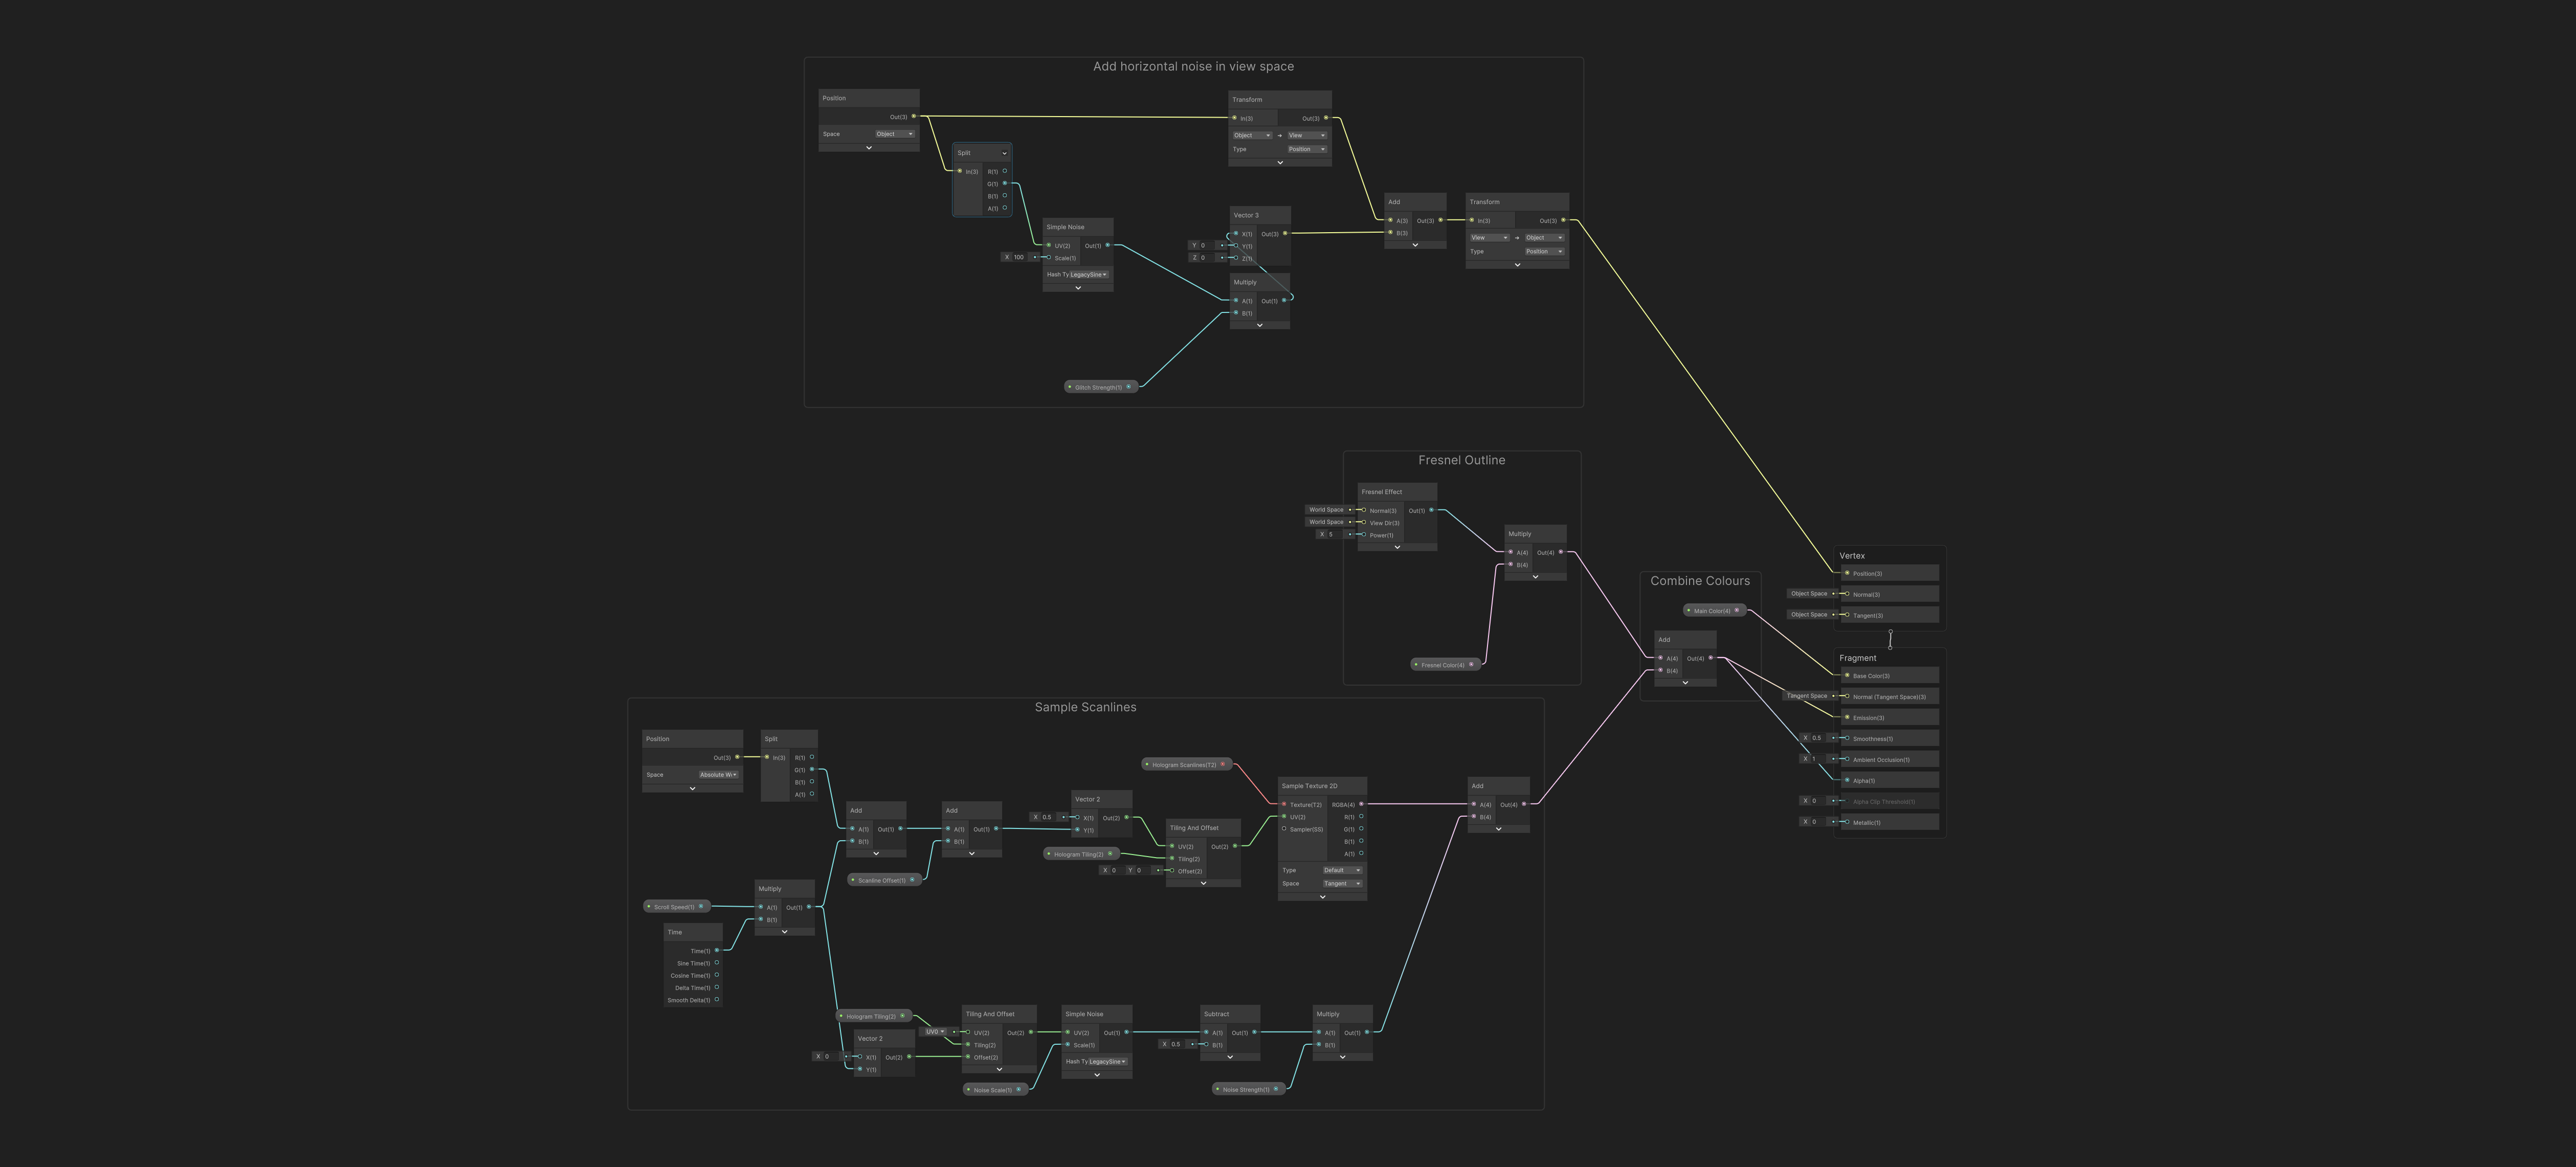 Add horizontal noise in view space
Position
Out(3)
Space Object
Split
In(3) R(1)
G(1)
B(1)
A(1)
Simple Noise
UV(2) Out(1)
X 100 Scale(1)
Hash Ty LegacySine
Transform
In(3) Out(3)
Object View
Type Position
Vector 3
X(1) Out(3)
Y 0 Y(1)
Z 0 Z(1)
Multiply
A(1) Out(1)
B(1)
Glitch Strength(1)
Add
A(3) Out(3)
B(3)
Transform
In(3) Out(3)
View Object
Type Position
Fresnel Outline
Fresnel Effect
World Space Normal(3) Out(1)
World Space View Dir(3)
X 5 Power(1)
Multiply
A(4) Out(4)
B(4)
Fresnel Color(4)
Combine Colours
Main Color(4)
Add
A(4) Out(4)
B(4)
Vertex
Position(3)
Object Space Normal(3)
Object Space Tangent(3)
Fragment
Base Color(3)
Tangent Space Normal (Tangent Space)(3)
Emission(3)
X 0.5 Smoothness(1)
X 1 Ambient Occlusion(1)
Alpha(1)
X 0 Alpha Clip Threshold(1)
X 0 Metallic(1)
Sample Scanlines
Position
Out(3)
Space Absolute W
Split
In(3) R(1)
G(1)
B(1)
A(1)
Add
A(1) Out(1)
B(1)
Add
A(1) Out(1)
B(1)
Scanline Offset(1)
Scroll Speed(1)
Multiply
A(1) Out(1)
B(1)
Time
Time(1)
Sine Time(1)
Cosine Time(1)
Delta Time(1)
Smooth Delta(1)
Vector 2
X 0.5 X(1) Out(2)
Y(1)
Hologram Tiling(2)
Tiling And Offset
UV(2) Out(2)
Tiling(2)
X 0 Y 0 Offset(2)
Hologram Scanlines(T2)
Sample Texture 2D
Texture(T2) RGBA(4)
UV(2) R(1)
Sampler(SS) G(1)
B(1)
A(1)
Type Default
Space Tangent
Add
A(4) Out(4)
B(4)
Hologram Tiling(2)
Vector 2
X 0 X(1) Out(2)
Y(1)
Tiling And Offset
UV0 UV(2) Out(2)
Tiling(2)
Offset(2)
Noise Scale(1)
Simple Noise
UV(2) Out(1)
Scale(1)
Hash Ty LegacySine
Subtract
A(1) Out(1)
X 0.5 B(1)
Noise Strength(1)
Multiply
A(1) Out(1)
B(1)